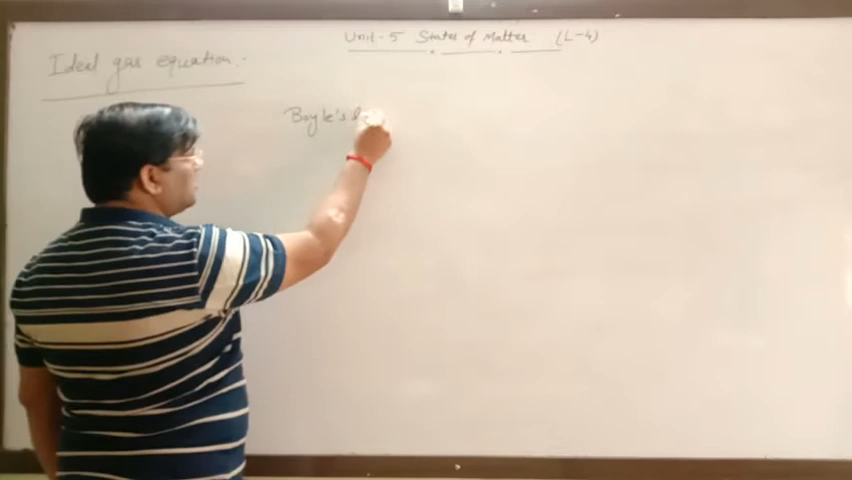 Unit-5 States of Matter (L-4)
Ideal gas equation.-
Boyle's